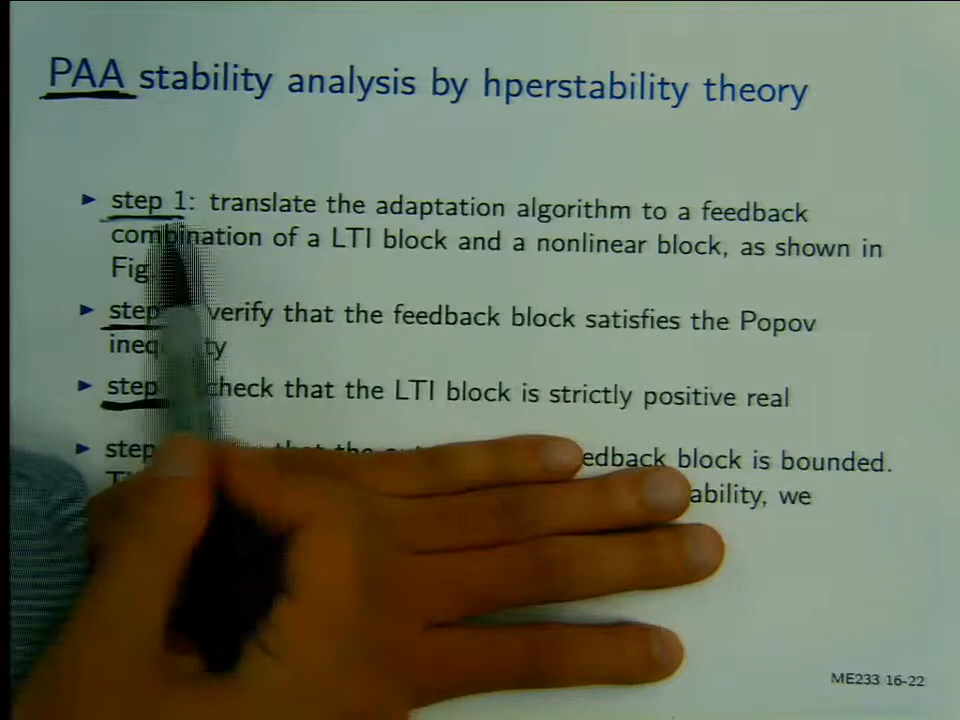 PAA stability analysis by hperstability theory
step 1: translate the adaptation algorithm to a feedback
combination of a LTI block and a nonlinear block, as shown in
Fig
step verify that the feedback block satisfies the Popov
step check that the LTI block is strictly positive real
step that the edback block is bounded.
ability, we
ME233 16-22